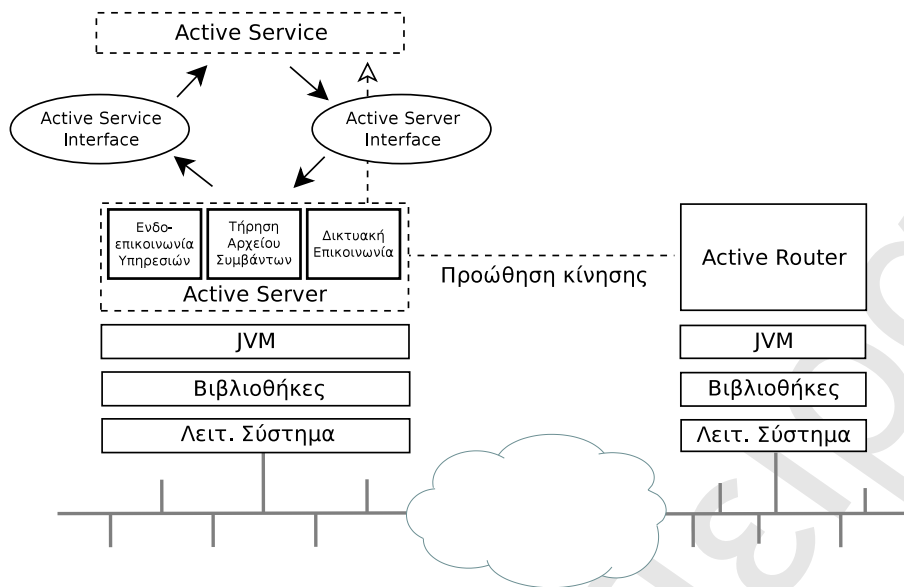 Active Service
Active Service
Interface
Active Server
Interface
Ενδο-
επικοινωνία
Υπηρεσιών
Τήρηση
Αρχείου
Συμβάντων
Δικτυακή
Επικοινωνία
Active Server
Προώθηση κίνησης
Active Router
JVM
JVM
Βιβλιοθήκες
Βιβλιοθήκες
Λειτ. Σύστημα
Λειτ. Σύστημα